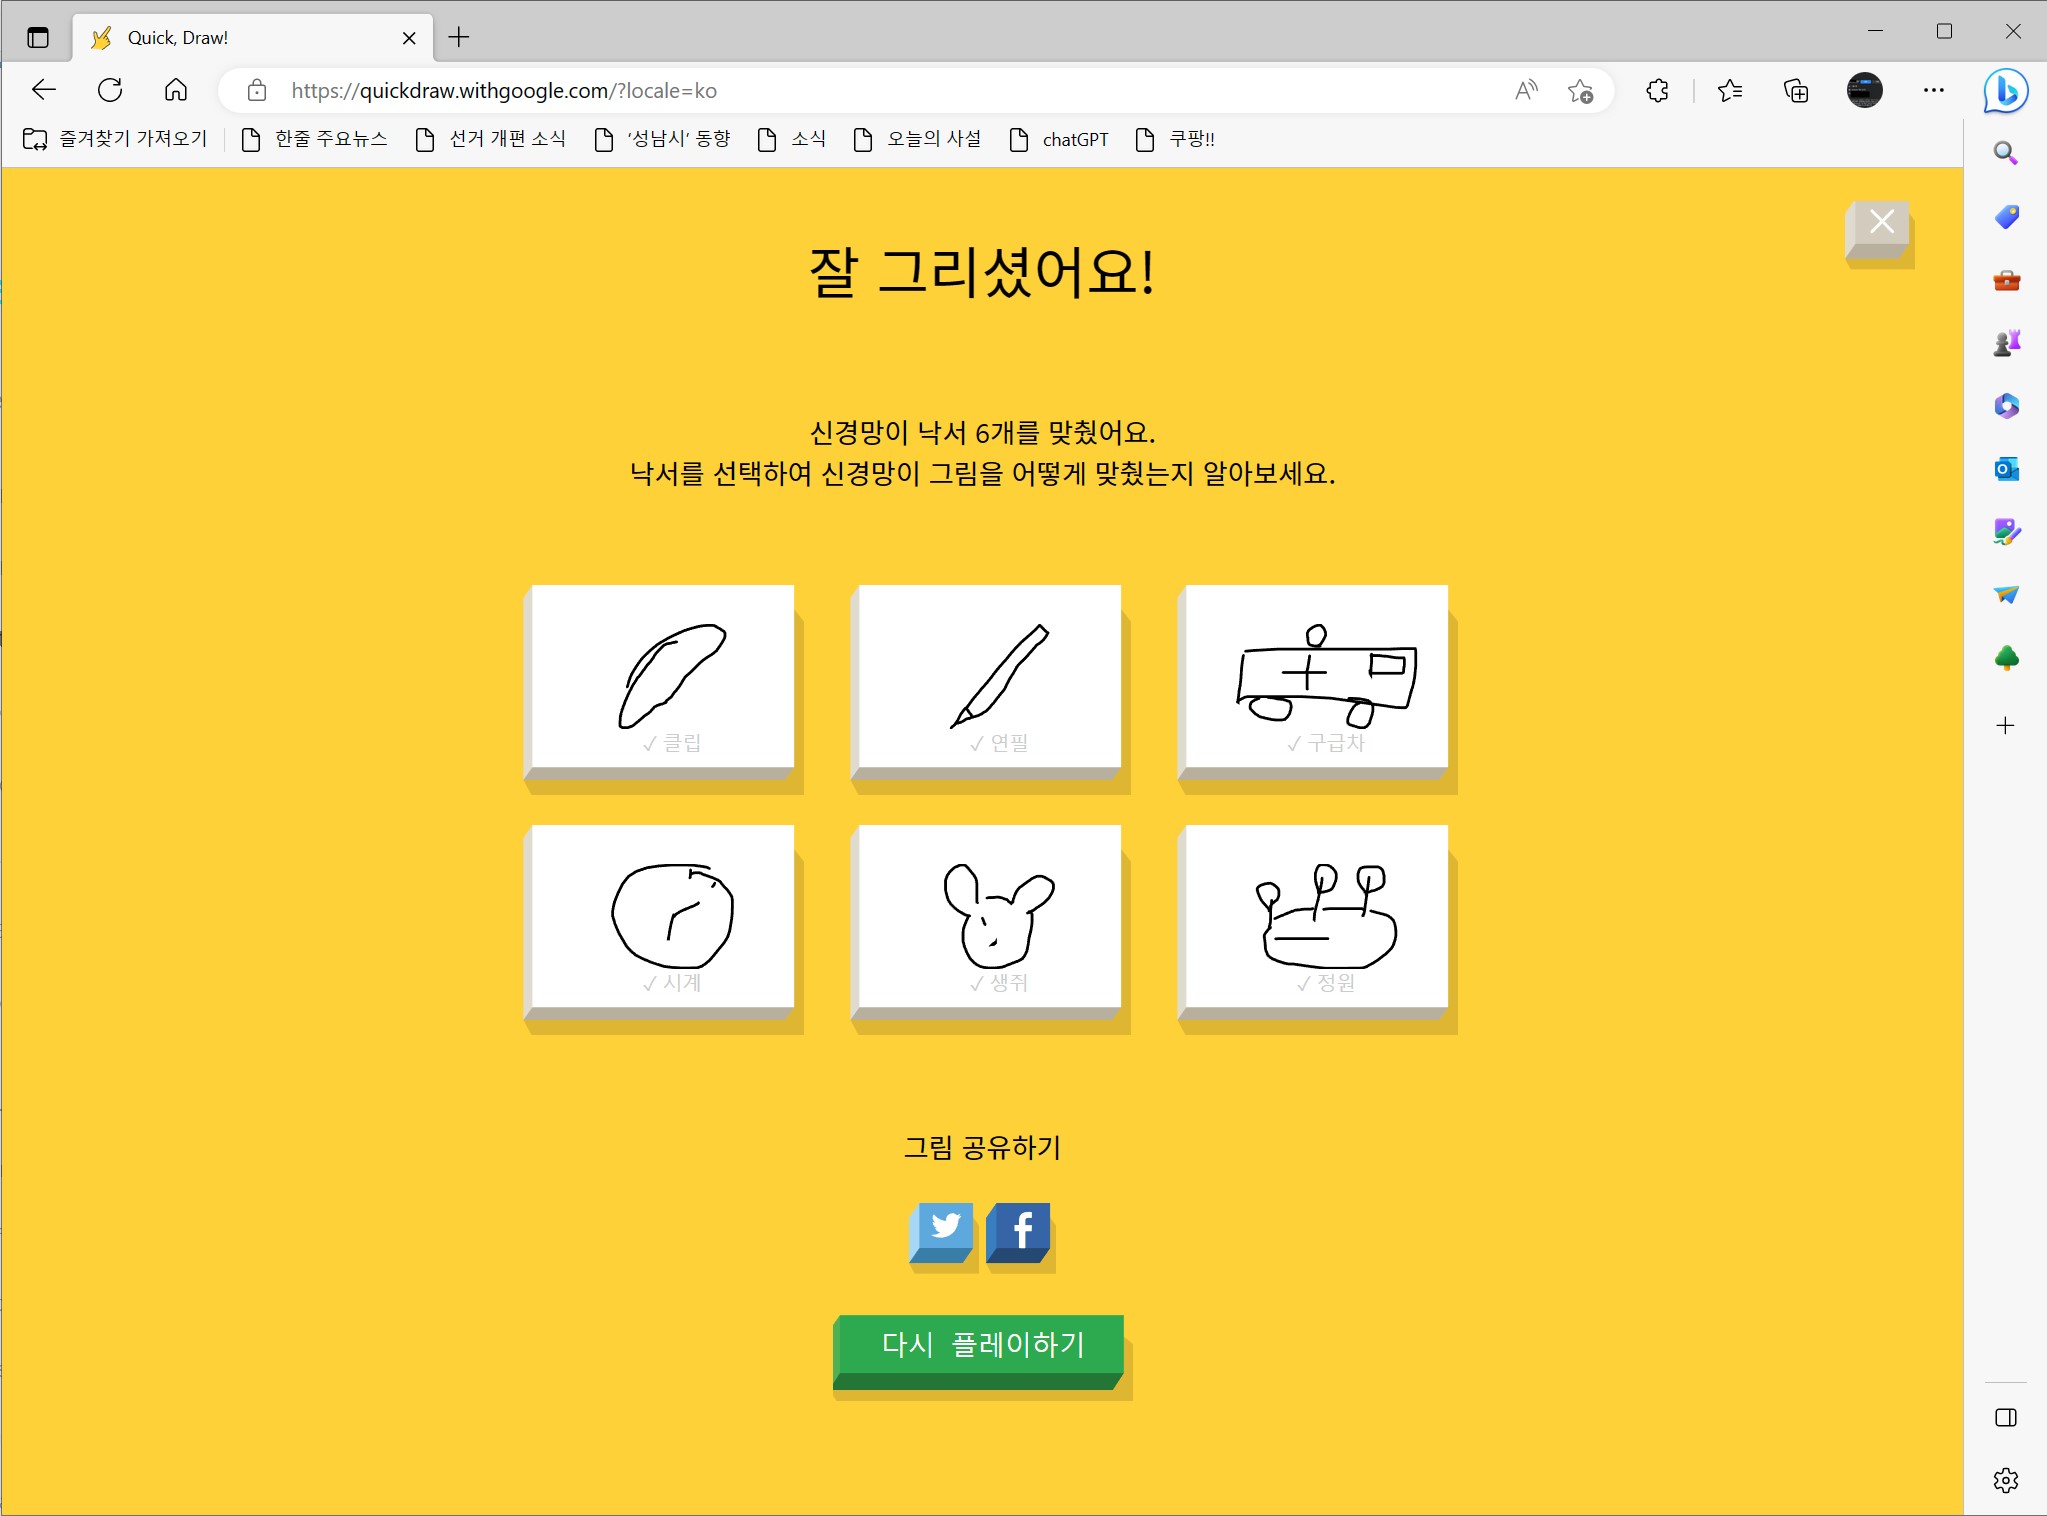 Quick, Draw!
https://quickdraw.withgoogle.com/?locale=ko
즐겨찾기 가져오기 한줄 주요뉴스 선거 개편 소식 ‘성남시’ 동향 소식 오늘의 사설 chatGPT 쿠팡!!
잘 그리셨어요!
신경망이 낙서 6개를 맞췄어요.
낙서를 선택하여 신경망이 그림을 어떻게 맞췄는지 알아보세요.
✓ 클립 ✓ 연필 ✓ 구급차
✓ 시계 ✓ 생쥐 ✓ 정원
그림 공유하기
다시 플레이하기